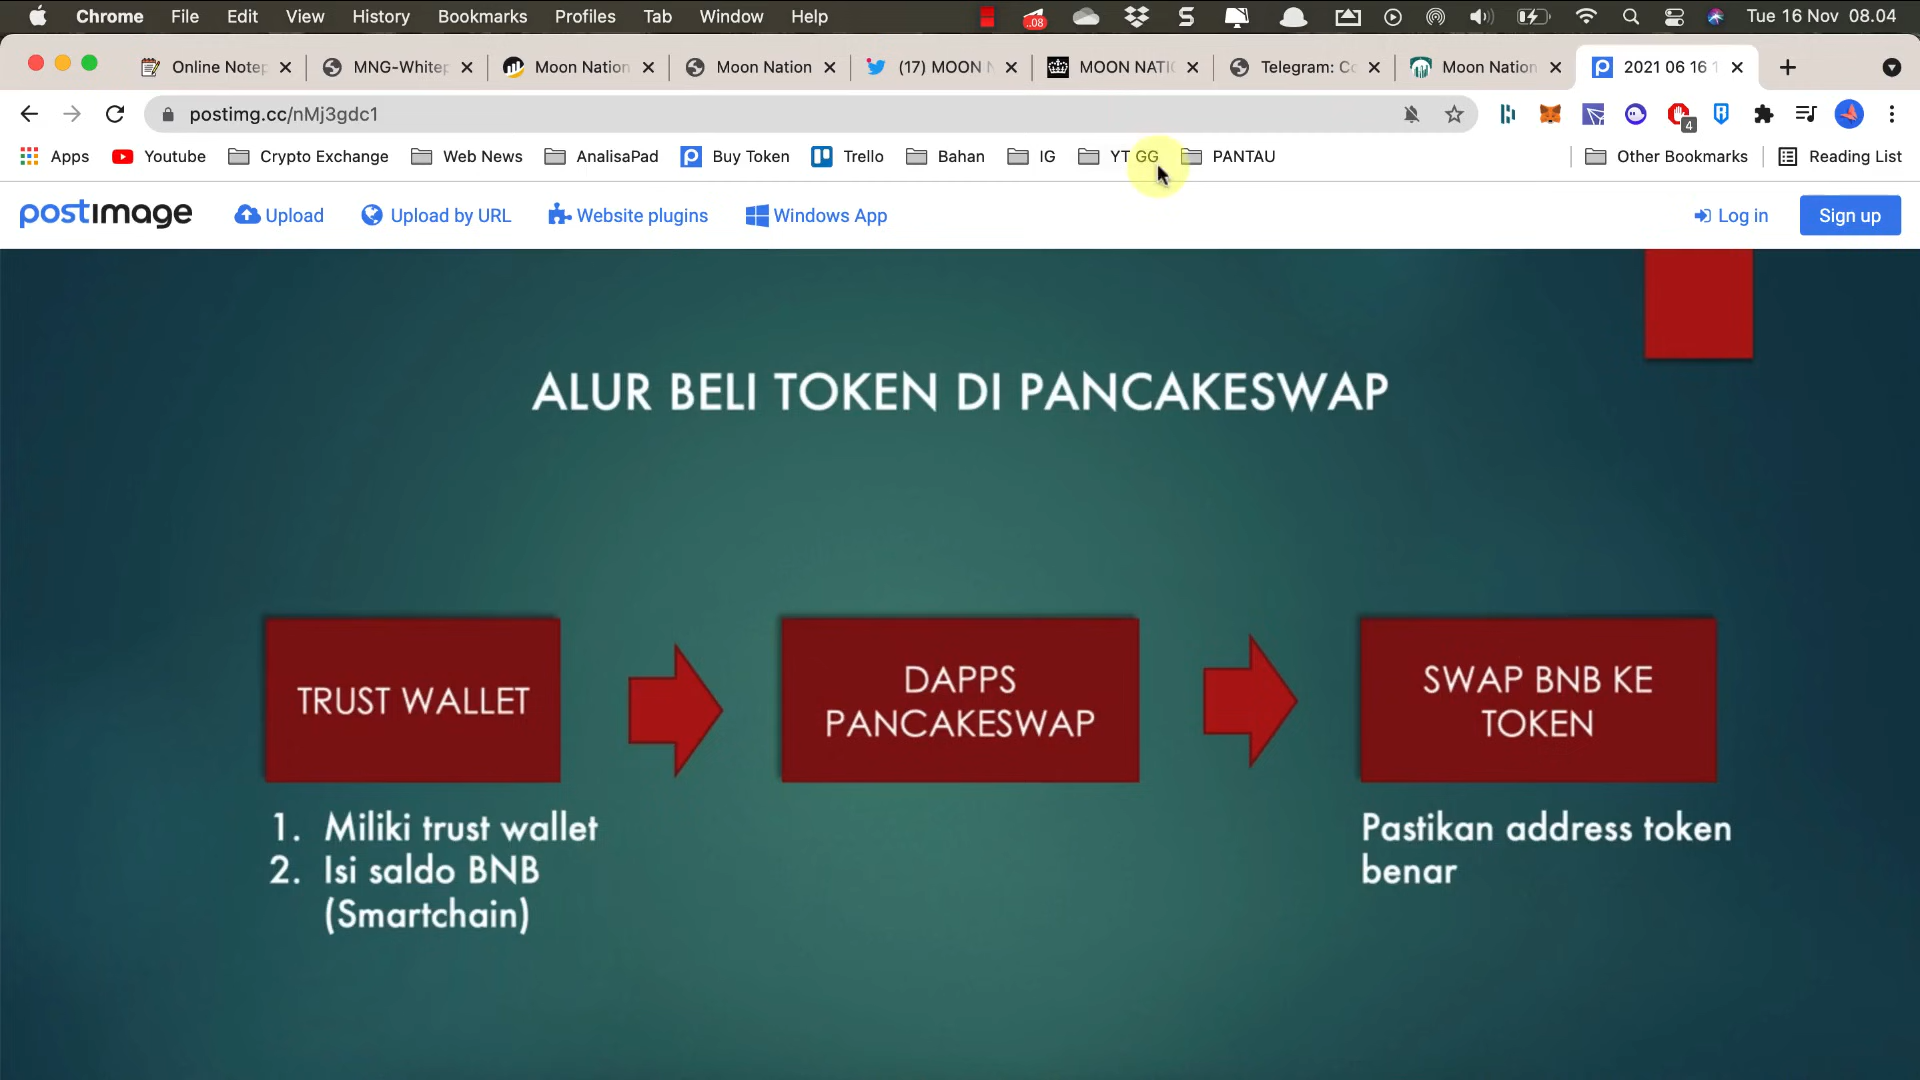 Chrome File Edit View History Bookmarks Profiles Tab Window Help ..08 Tue 16 Nov 08.04
Online Notep MNG-Whitep Moon Nation Moon Nation (17) MOON N MOON NATIO Telegram: Co Moon Nation 2021 06 16 1
postimg.cc/nMj3gdc1 4
Apps Youtube Crypto Exchange Web News AnalisaPad Buy Token Trello Bahan IG YT GG PANTAU Other Bookmarks Reading List
postimage Upload Upload by URL Website plugins Windows App Log in Sign up
ALUR BELI TOKEN DI PANCAKESWAP
TRUST WALLET
DAPPS
PANCAKESWAP
SWAP BNB KE
TOKEN
1. Miliki trust wallet
2. Isi saldo BNB
(Smartchain)
Pastikan address token
benar